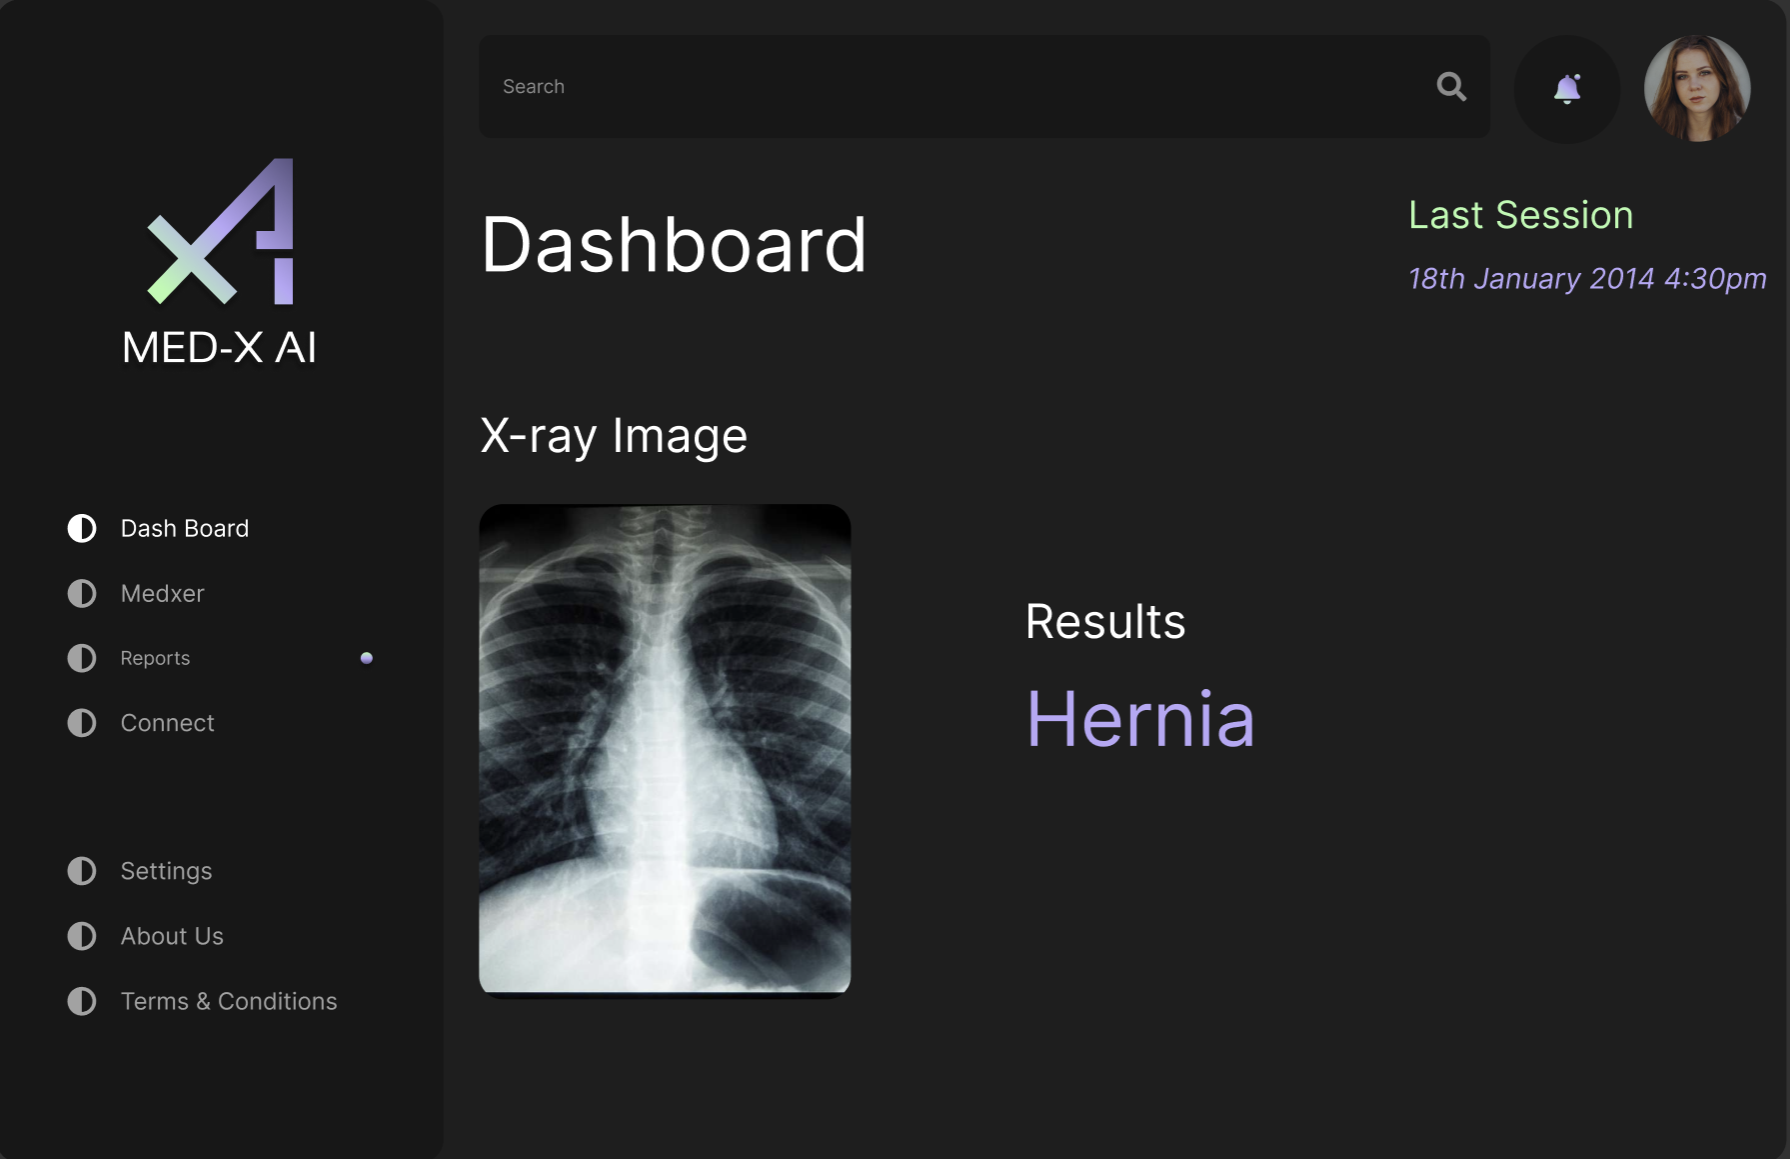 MED-X AI
Dash Board
Medxer
Reports
Connect
Settings
About Us
Terms & Conditions
Search
Dashboard
Last Session
18th January 2014 4:30pm
X-ray Image
Results
Hernia